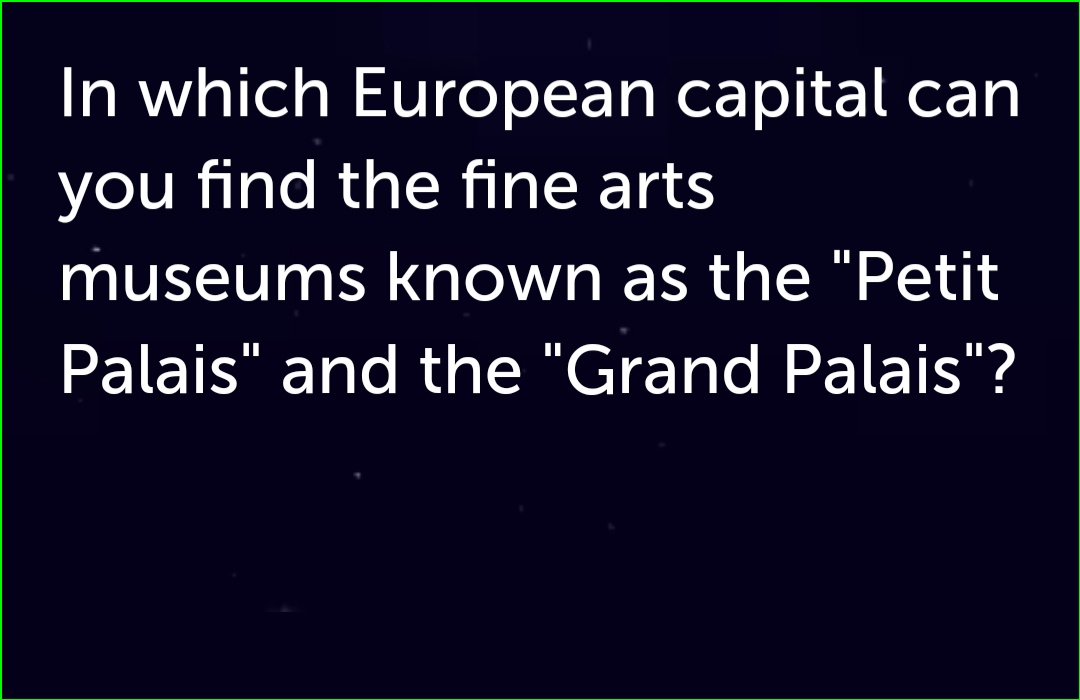 In which European capital can
you find the fine arts
museums known as the "Petit
Palais" and the "Grand Palais"?